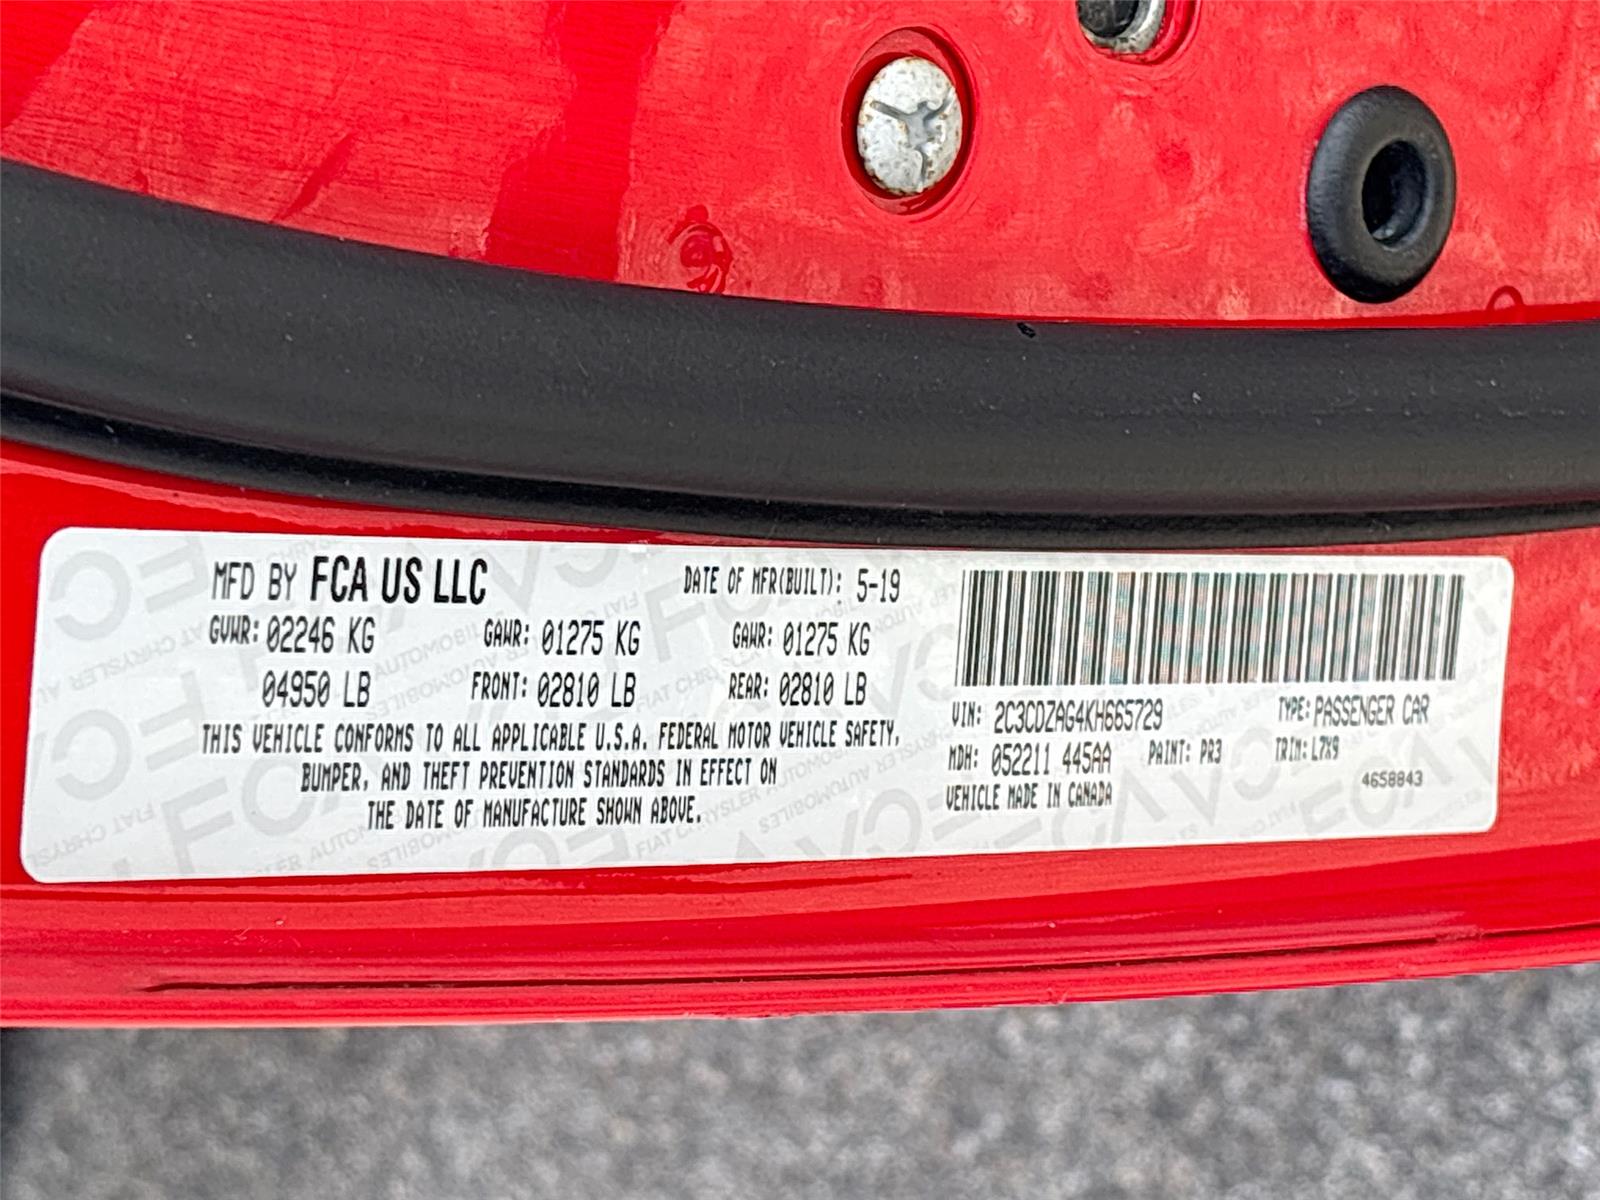 MFD BY FCA US LLC DATE OF MFR(BUILT): 5-19
GVWR: 02246 KG GAWR: 01275 KG GAWR: 01275 KG
04950 LB FRONT: 02810 LB REAR: 02810 LB
THIS VEHICLE CONFORMS TO ALL APPLICABLE U.S.A. FEDERAL MOTOR VEHICLE SAFETY,
BUMPER, AND THEFT PREVENTION STANDARDS IN EFFECT ON
THE DATE OF MANUFACTURE SHOWN ABOVE.
VIN: 2C3CDZAG4KH665729 TYPE: PASSENGER CAR
MDH: 052211 445AA PAINT: PR3 TRIM: L7X9
VEHICLE MADE IN CANADA 4658843